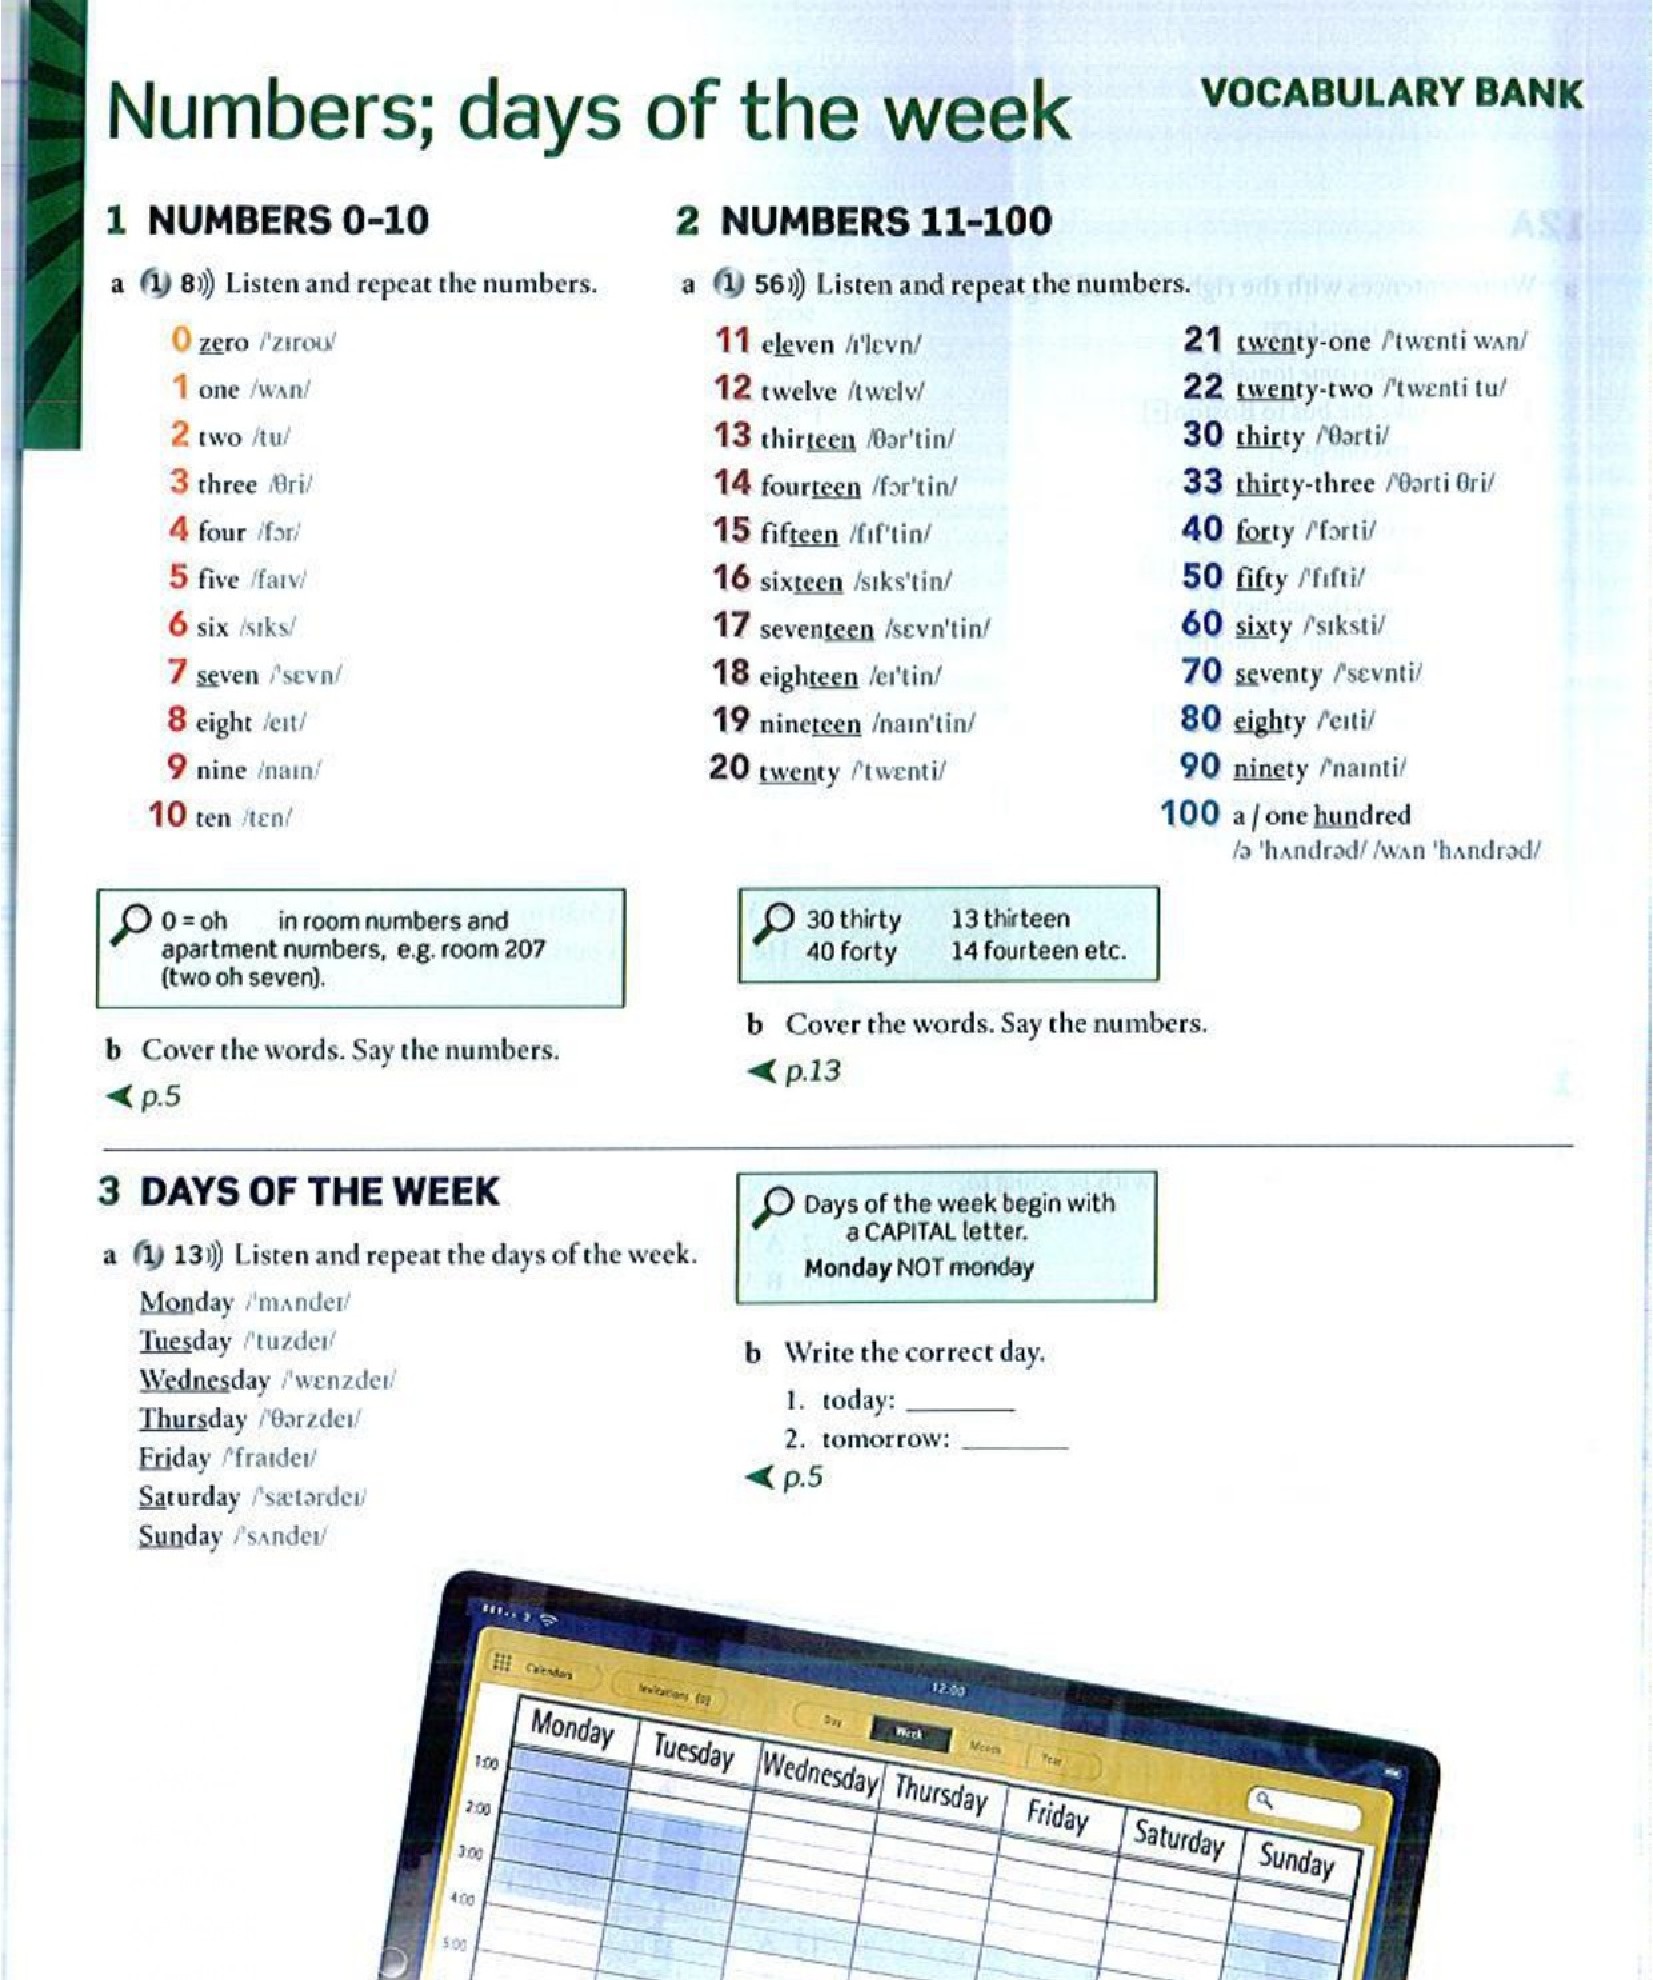 Numbers; days of the week
VOCABULARY BANK
1 NUMBERS 0–10
a 1 8))) Listen and repeat the numbers.
0 zero /ˈzɪroʊ/
1 one /wʌn/
2 two /tu/
3 three /θri/
4 four /fɔr/
5 five /faɪv/
6 six /sɪks/
7 seven /ˈsɛvn/
8 eight /eɪt/
9 nine /naɪn/
10 ten /tɛn/
0 = oh in room numbers and
apartment numbers, e.g. room 207
(two oh seven).
b Cover the words. Say the numbers.
◄ p.5
2 NUMBERS 11–100
a 1 56))) Listen and repeat the numbers.
11 eleven /ɪˈlɛvn/
12 twelve /twɛlv/
13 thirteen /θərˈtin/
14 fourteen /fɔrˈtin/
15 fifteen /fɪfˈtin/
16 sixteen /sɪksˈtin/
17 seventeen /sɛvnˈtin/
18 eighteen /eɪˈtin/
19 nineteen /naɪnˈtin/
20 twenty /ˈtwɛnti/
21 twenty-one /ˈtwɛnti wʌn/
22 twenty-two /ˈtwɛnti tu/
30 thirty /ˈθərti/
33 thirty-three /ˈθərti θri/
40 forty /ˈfɔrti/
50 fifty /ˈfɪfti/
60 sixty /ˈsɪksti/
70 seventy /ˈsɛvnti/
80 eighty /ˈeɪti/
90 ninety /ˈnaɪnti/
100 a / one hundred
/ə ˈhʌndrəd/ /wʌn ˈhʌndrəd/
30 thirty 13 thirteen
40 forty 14 fourteen etc.
b Cover the words. Say the numbers.
◄ p.13
3 DAYS OF THE WEEK
a 1 13))) Listen and repeat the days of the week.
Monday /ˈmʌndeɪ/
Tuesday /ˈtuzdeɪ/
Wednesday /ˈwɛnzdeɪ/
Thursday /ˈθərzdeɪ/
Friday /ˈfraɪdeɪ/
Saturday /ˈsætərdeɪ/
Sunday /ˈsʌndeɪ/
Days of the week begin with
a CAPITAL letter.
Monday NOT monday
b Write the correct day.
1. today: ________
2. tomorrow: ________
◄ p.5
12:00
Calendars Invitations (0) Day Week Month Year
Monday Tuesday Wednesday Thursday Friday Saturday Sunday
1:00
2:00
3:00
4:00
5:00